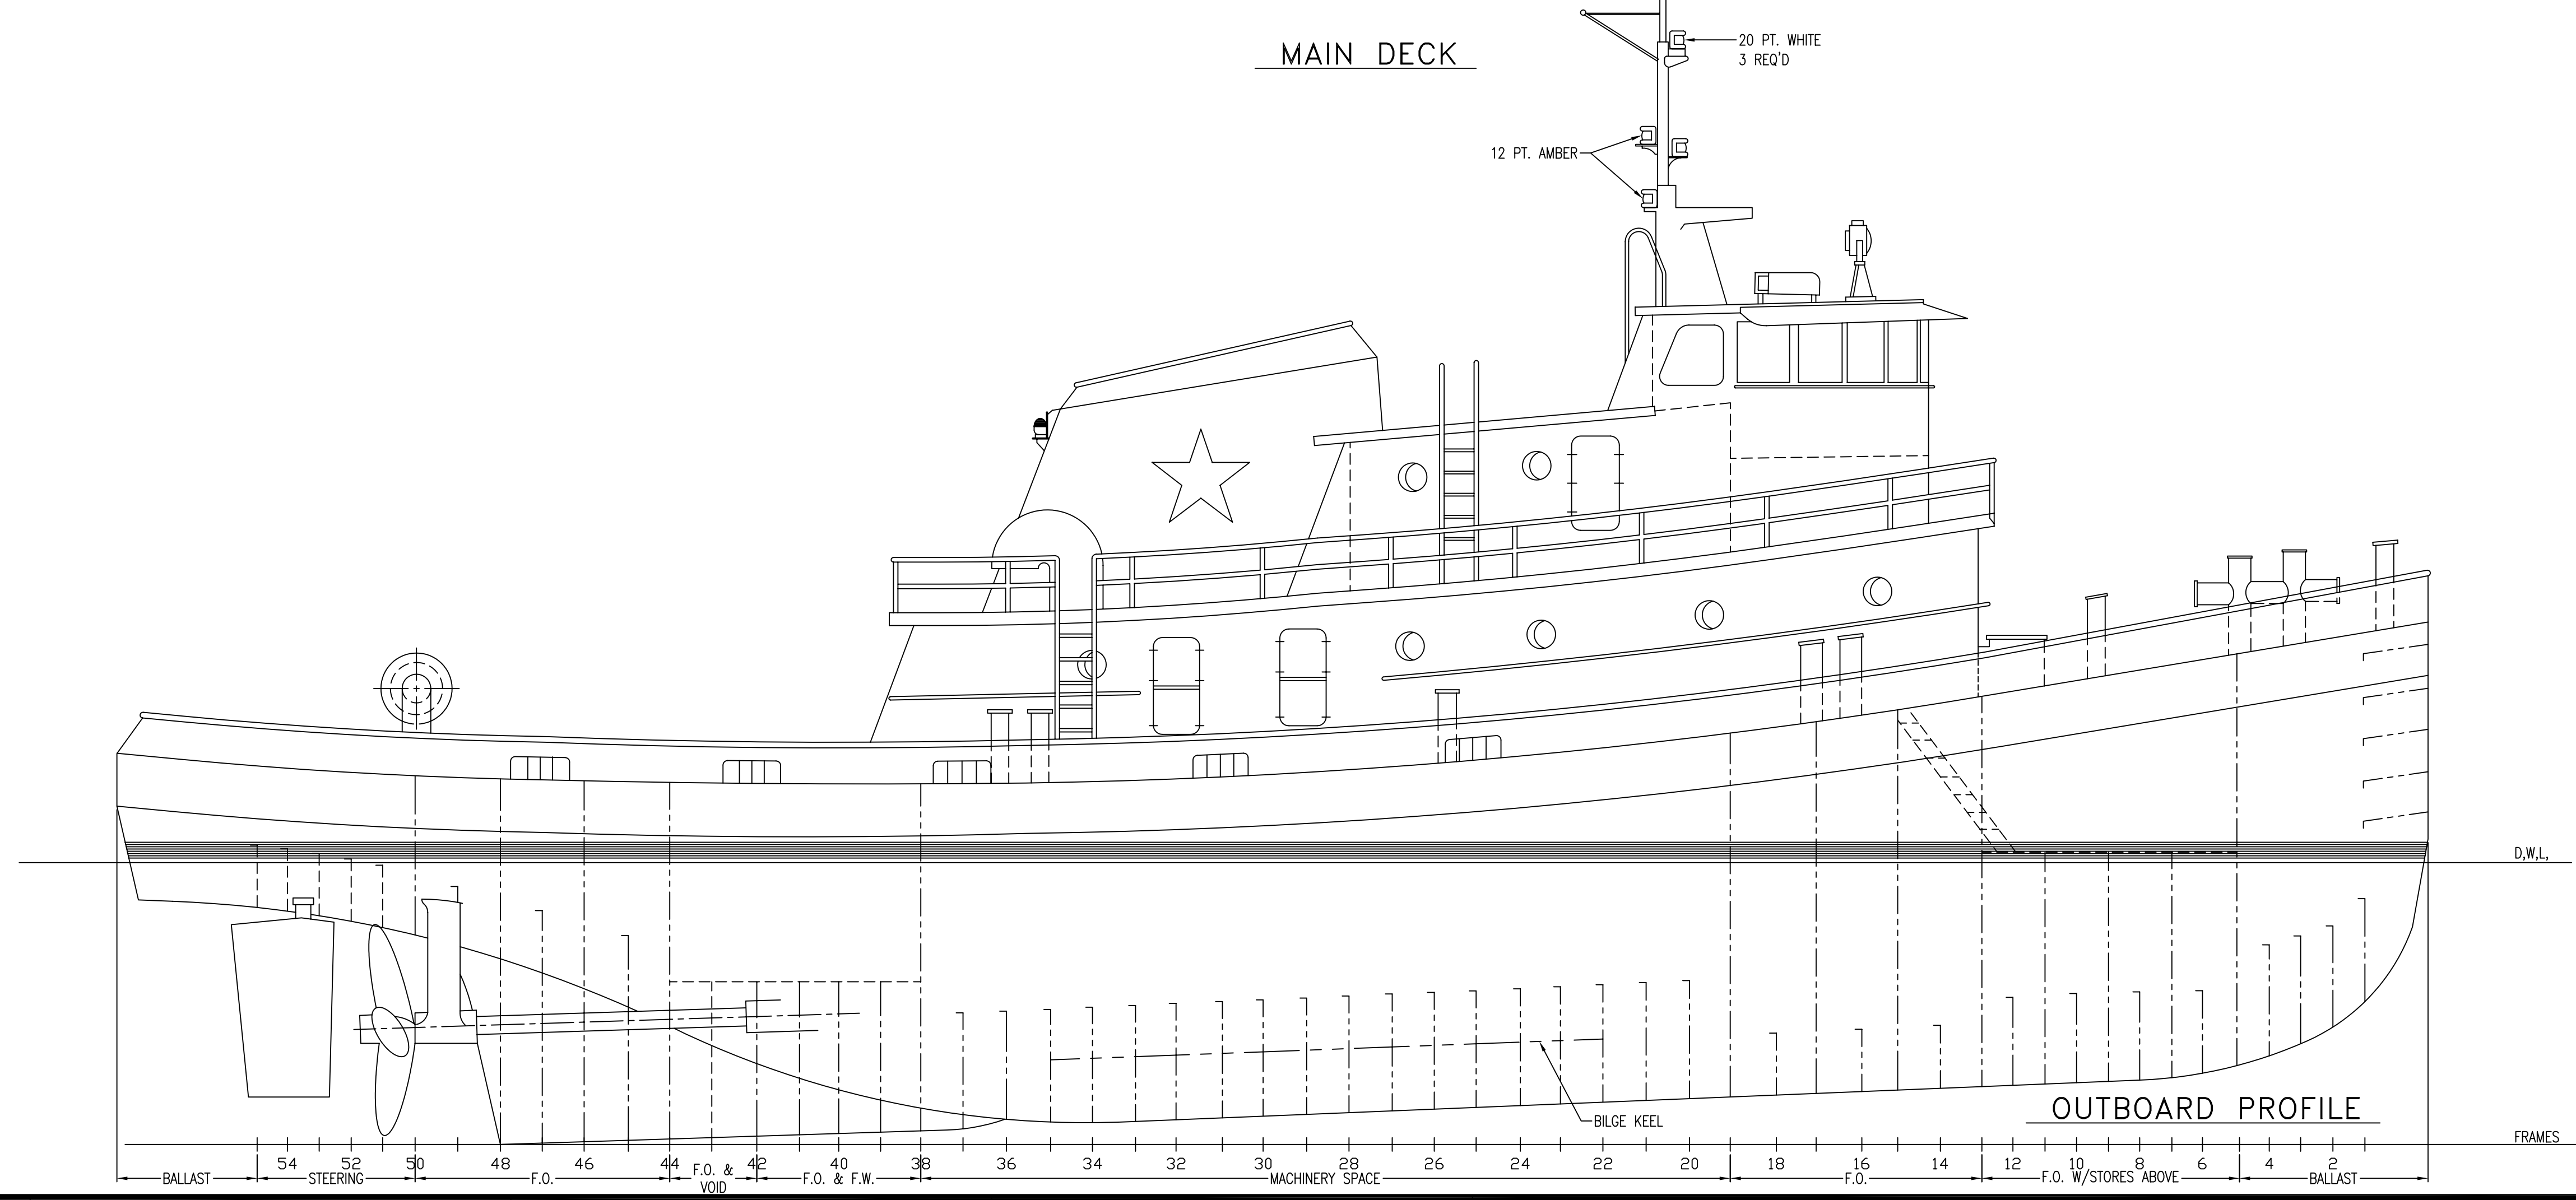 MAIN DECK
20 PT. WHITE
3 REQ'D
12 PT. AMBER
D,W,L,
BILGE KEEL
OUTBOARD PROFILE
FRAMES
54 52 50 48 46 44 42 40 38 36 34 32 30 28 26 24 22 20 18 16 14 12 10 8 6 4 2
BALLAST STEERING F.O. F.O. & VOID F.O. & F.W. MACHINERY SPACE F.O. F.O. W/STORES ABOVE BALLAST